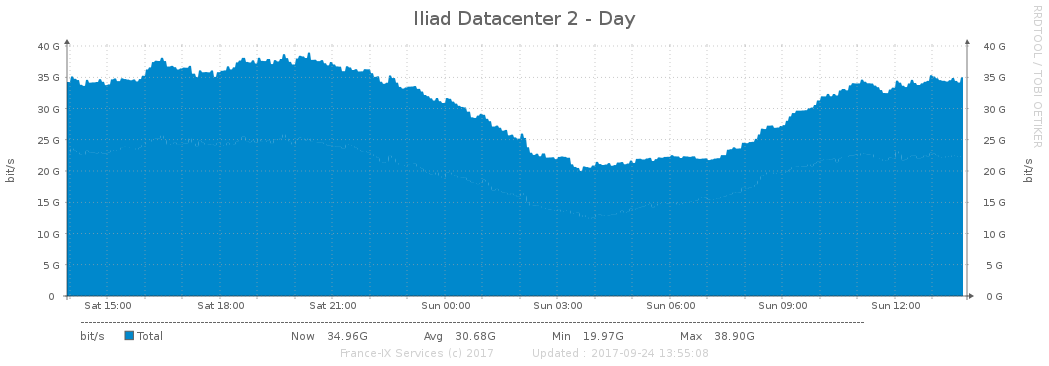 Iliad Datacenter 2 - Day
RRDTOOL / TOBI OETIKER
40 G 40 G
35 G 35 G
30 G 30 G
25 G 25 G
20 G 20 G
15 G 15 G
10 G 10 G
5 G 5 G
0 0 G
bit/s bit/s
Sat 15:00 Sat 18:00 Sat 21:00 Sun 00:00 Sun 03:00 Sun 06:00 Sun 09:00 Sun 12:00
bit/s Total Now 34.96G Avg 30.68G Min 19.97G Max 38.90G
France-IX Services (c) 2017 Updated : 2017-09-24 13:55:08